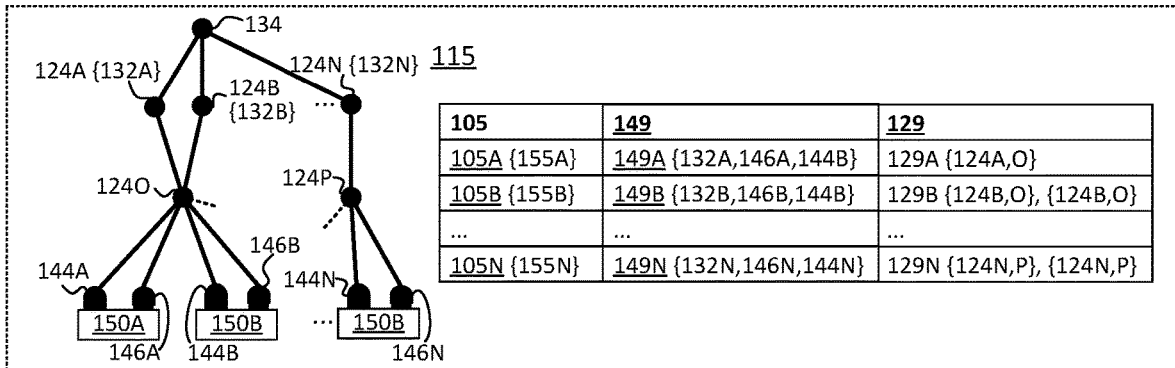 134
124A {132A}
124N {132N}
115
124B
{132B}
...
124O
124P
105 149 129
105A {155A} 149A {132A,146A,144B} 129A {124A,O}
105B {155B} 149B {132B,146B,144B} 129B {124B,O}, {124B,O}
... ... ...
105N {155N} 149N {132N,146N,144N} 129N {124N,P}, {124N,P}
144A
146B
144N
150A
150B
...
150B
146A
144B
146N